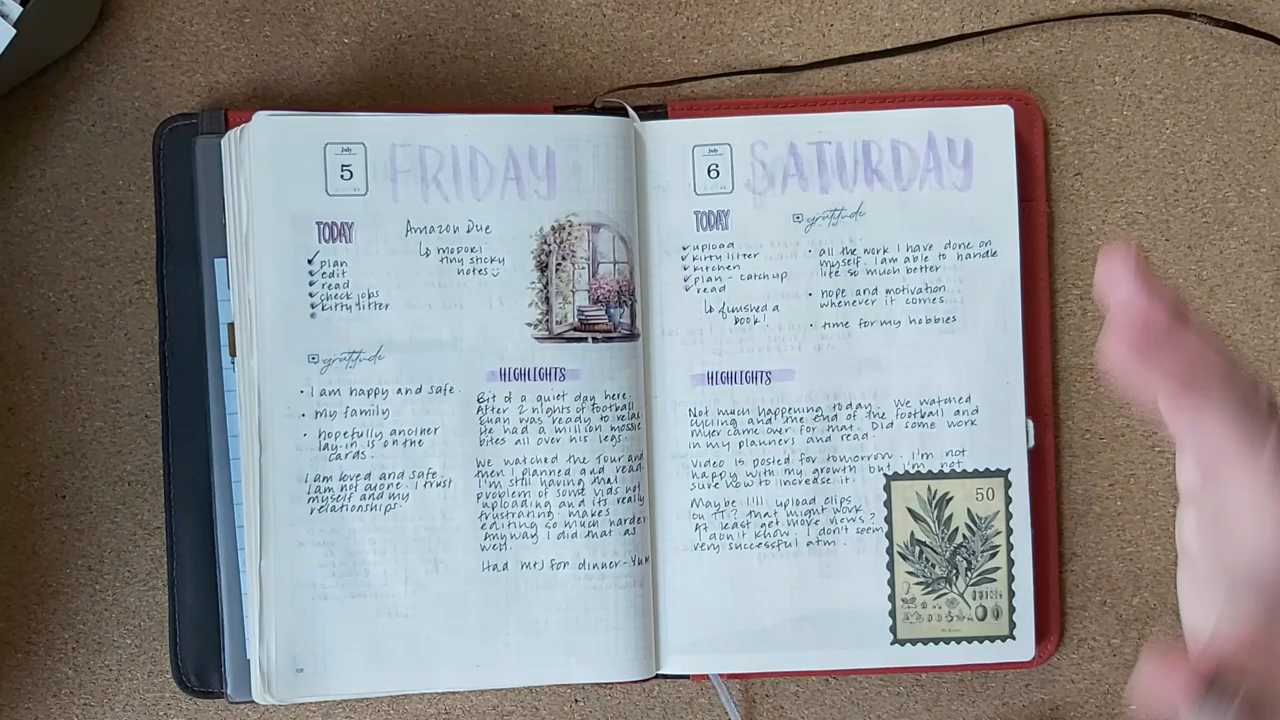 July
5
FRIDAY
TODAY
plan
edit
read
check jobs
kitty litter
Amazon Due
↳ mopori
tiny sticky
notes
gratitude
• I am happy and safe.
• my family
• hopefully another
lay-in is on the
cards.
I am loved and safe.
I am not alone. I trust
myself and my
relationships.
HIGHLIGHTS
Bit of a quiet day here.
After 2 nights of football
Euan was ready to relax
He had a million mossie
bites all over his legs.
We watched the Tour and
then I planned and read.
I'm still having that
problem of some vids not
uploading and its really
frustrating. makes
editing so much harder
Anyway I did that as
well.
Had mtj for dinner - Yum
July
6
SATURDAY
TODAY
upload
kitty litter
kitchen
plan - catch up
read
↳ finished a
book!
gratitude
• all the work I have done on
myself. I am able to handle
life so much better
• hope and motivation
whenever it comes
• time for my hobbies
HIGHLIGHTS
Not much happening today. We watched
cycling and the end of the football and
came over for that. Did some work
in my planners and read.
Video is posted for tomorrow. I'm not
happy with my growth but I'm not
sure how to increase it.
Maybe I'll upload clips
on TT? that might work
At least get more views?
I don't know. I don't seem
very successful atm.
50